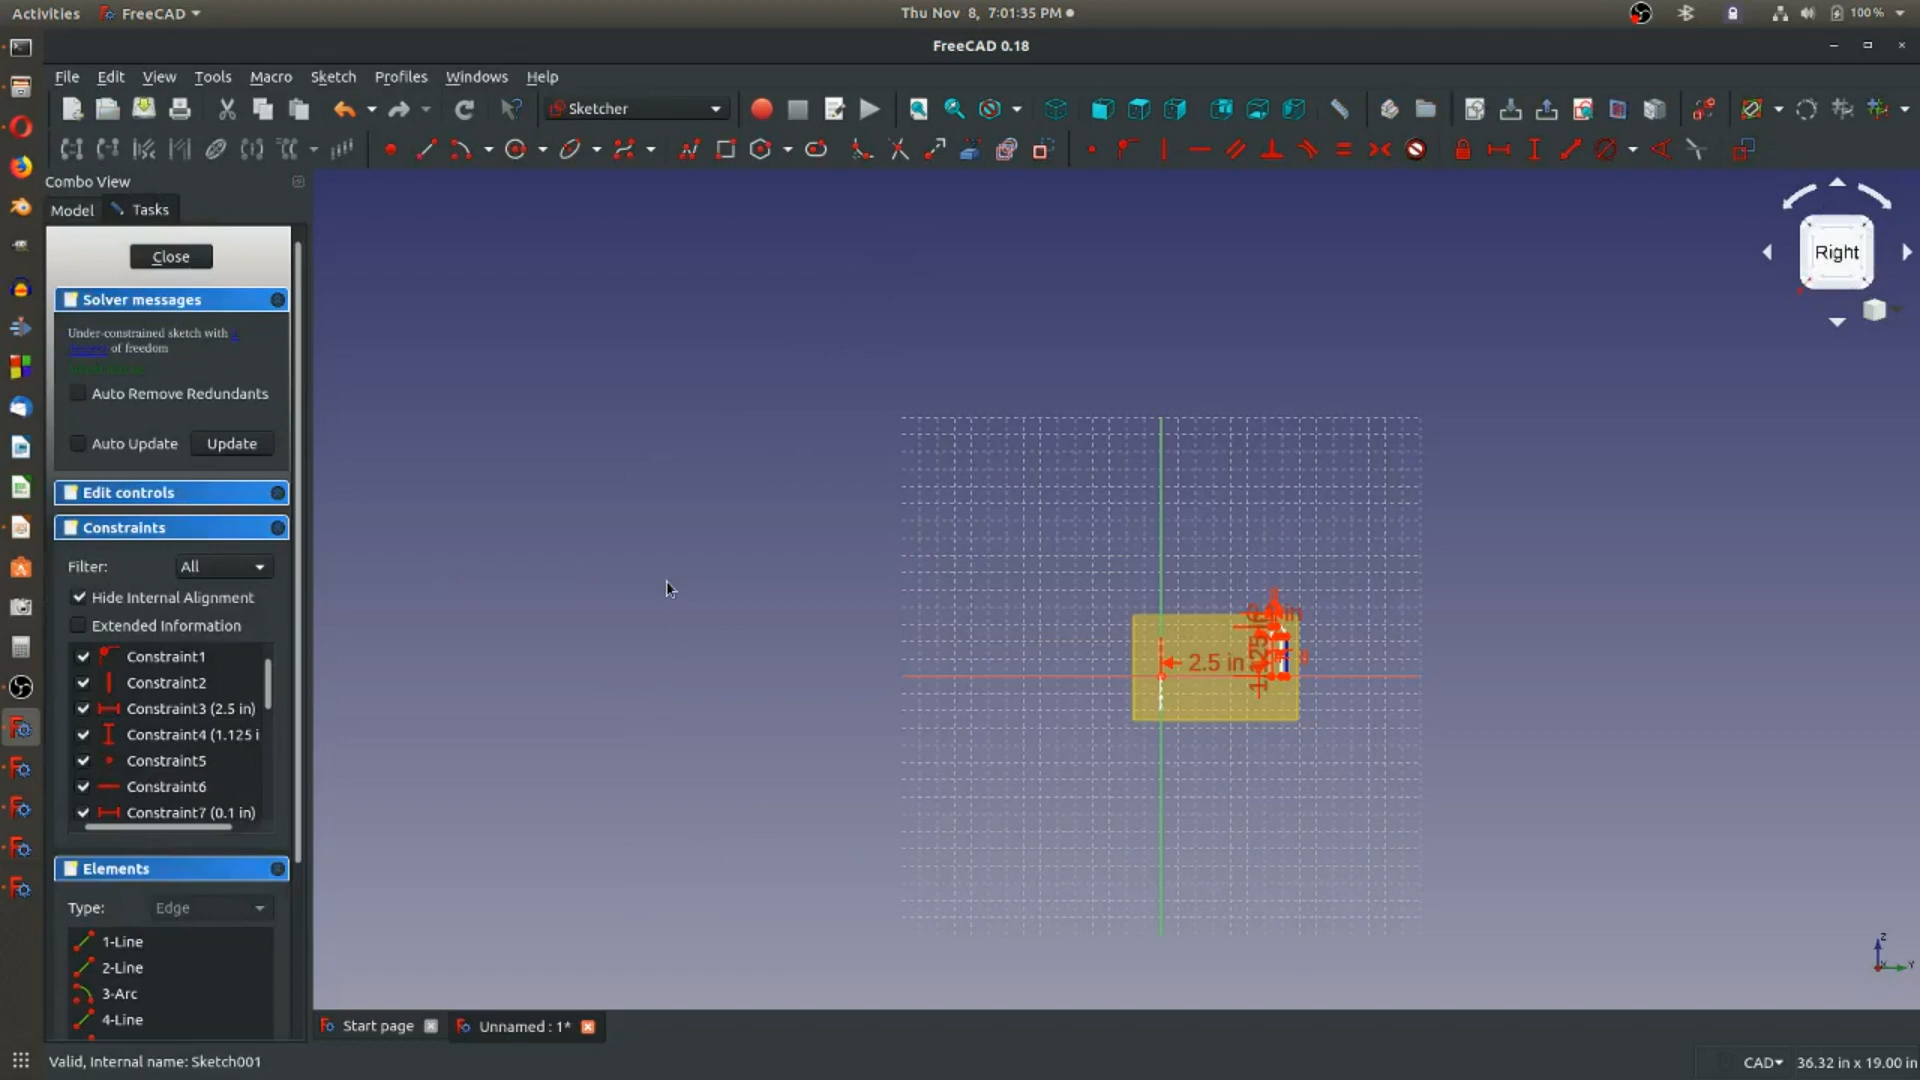 Activities FreeCAD Thu Nov 8, 7:01:35 PM 100%
FreeCAD 0.18
File Edit View Tools Macro Sketch Profiles Windows Help
Sketcher
Combo View
Model Tasks
Close
Solver messages
Under-constrained sketch with
of freedom
Auto Remove Redundants
Auto Update Update
Edit controls
Constraints
Filter: All
Hide Internal Alignment
Extended Information
Constraint1
Constraint2
Constraint3 (2.5 in)
Constraint4 (1.125 i
Constraint5
Constraint6
Constraint7 (0.1 in)
Elements
Type: Edge
1-Line
2-Line
3-Arc
4-Line
Right
2.5 in
Z
Y
Start page Unnamed : 1*
Valid, Internal name: Sketch001 CAD 36.32 in x 19.00 in